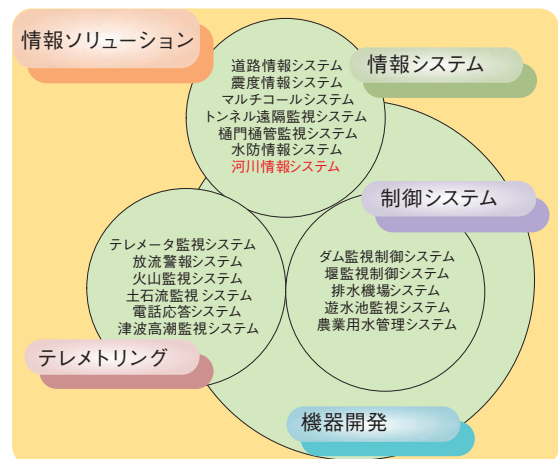 情報ソリューション
情報システム
道路情報システム
震度情報システム
マルチコールシステム
トンネル遠隔監視システム
樋門樋管監視システム
水防情報システム
河川情報システム
制御システム
テレメータ監視システム
放流警報システム
火山監視システム
土石流監視システム
電話応答システム
津波高潮監視システム
ダム監視制御システム
堰監視制御システム
排水機場システム
遊水池監視システム
農業用水管理システム
テレメトリング
機器開発